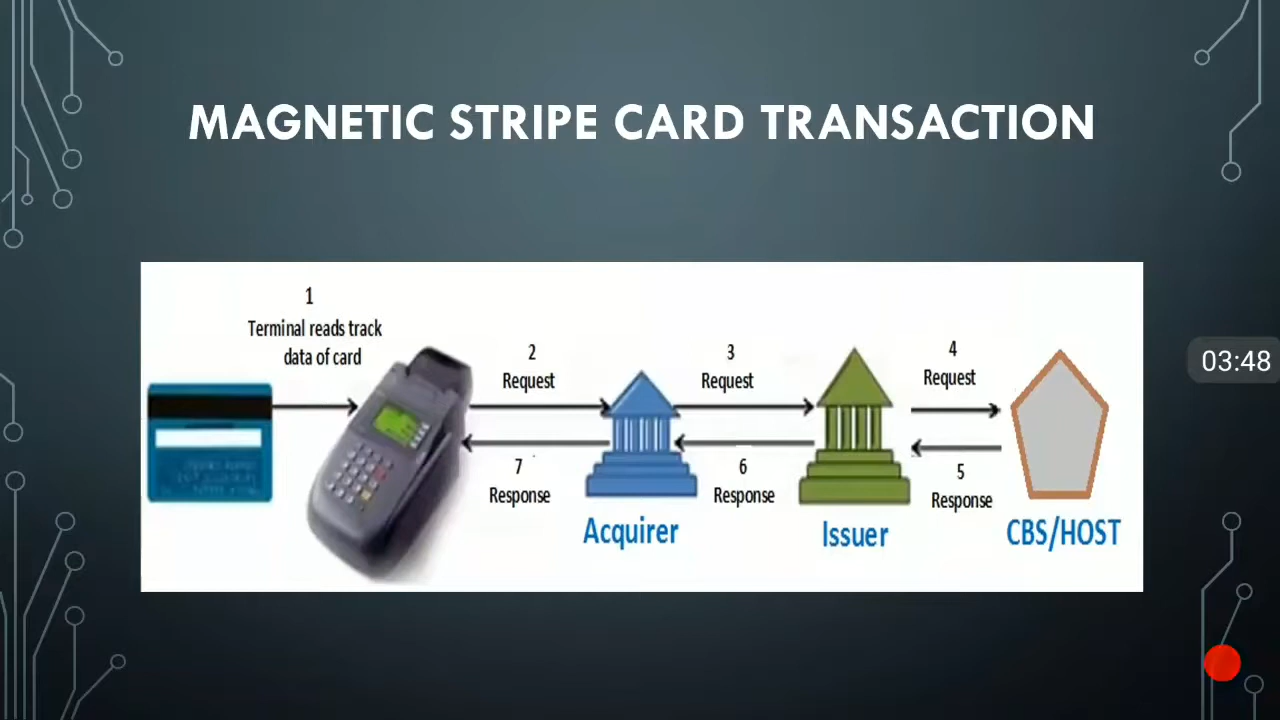 MAGNETIC STRIPE CARD TRANSACTION
1
Terminal reads track
data of card
2
Request
3
Request
4
Request
7
Response
6
Response
5
Response
Acquirer
Issuer
CBS/HOST
03:48